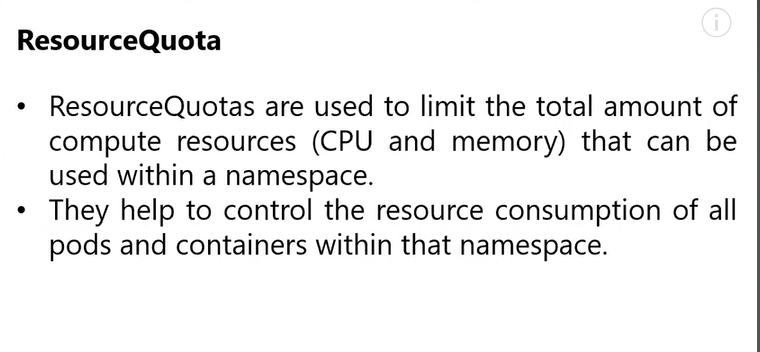 ResourceQuota
• ResourceQuotas are used to limit the total amount of
compute resources (CPU and memory) that can be
used within a namespace.
• They help to control the resource consumption of all
pods and containers within that namespace.